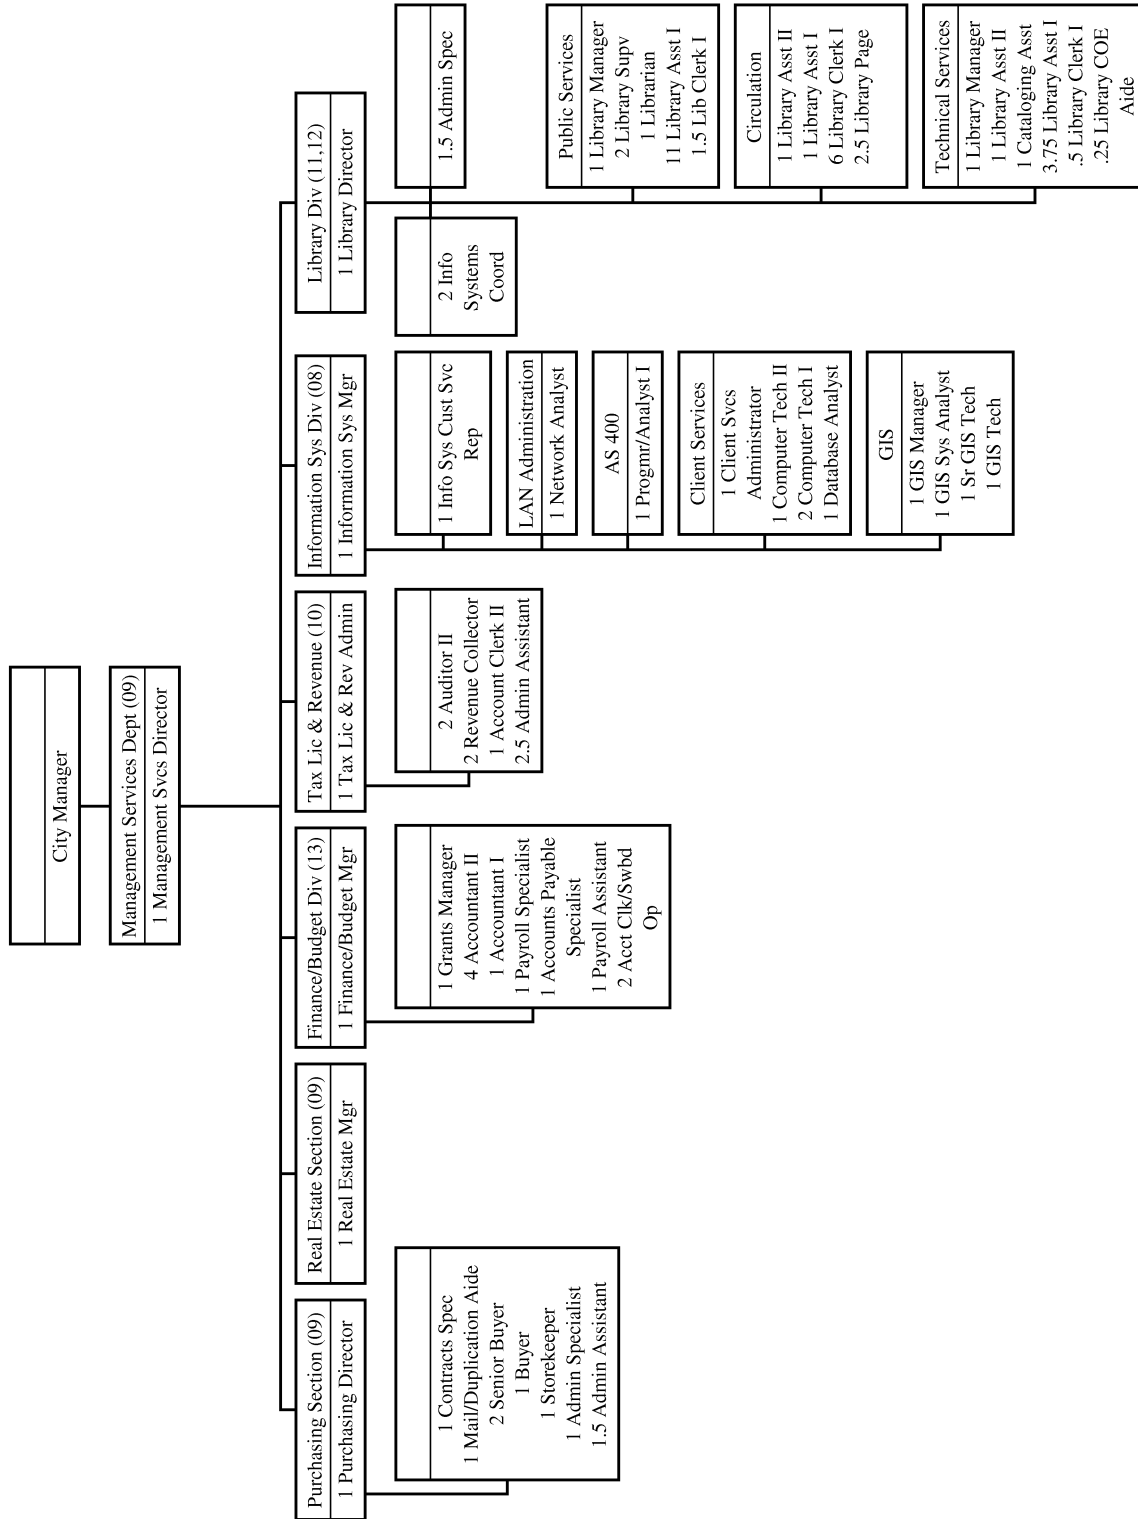 City Manager
Management Services Dept (09)
1 Management Svcs Director
Purchasing Section (09)
1 Purchasing Director
1 Contracts Spec
1 Mail/Duplication Aide
2 Senior Buyer
1 Buyer
1 Storekeeper
1 Admin Specialist
1.5 Admin Assistant
Real Estate Section (09)
1 Real Estate Mgr
Finance/Budget Div (13)
1 Finance/Budget Mgr
1 Grants Manager
4 Accountant II
1 Accountant I
1 Payroll Specialist
1 Accounts Payable
Specialist
1 Payroll Assistant
2 Acct Clk/Swbd
Op
Tax Lic & Revenue (10)
1 Tax Lic & Rev Admin
2 Auditor II
2 Revenue Collector
1 Account Clerk II
2.5 Admin Assistant
Information Sys Div (08)
1 Information Sys Mgr
1 Info Sys Cust Svc
Rep
LAN Administration
1 Network Analyst
AS 400
1 Progmr/Analyst I
Client Services
1 Client Svcs
Administrator
1 Computer Tech II
2 Computer Tech I
1 Database Analyst
GIS
1 GIS Manager
1 GIS Sys Analyst
1 Sr GIS Tech
1 GIS Tech
Library Div (11,12)
1 Library Director
2 Info
Systems
Coord
1.5 Admin Spec
Public Services
1 Library Manager
2 Library Supv
1 Librarian
11 Library Asst I
1.5 Lib Clerk I
Circulation
1 Library Asst II
1 Library Asst I
6 Library Clerk I
2.5 Library Page
Technical Services
1 Library Manager
1 Library Asst II
1 Cataloging Asst
3.75 Library Asst I
.5 Library Clerk I
.25 Library COE
Aide